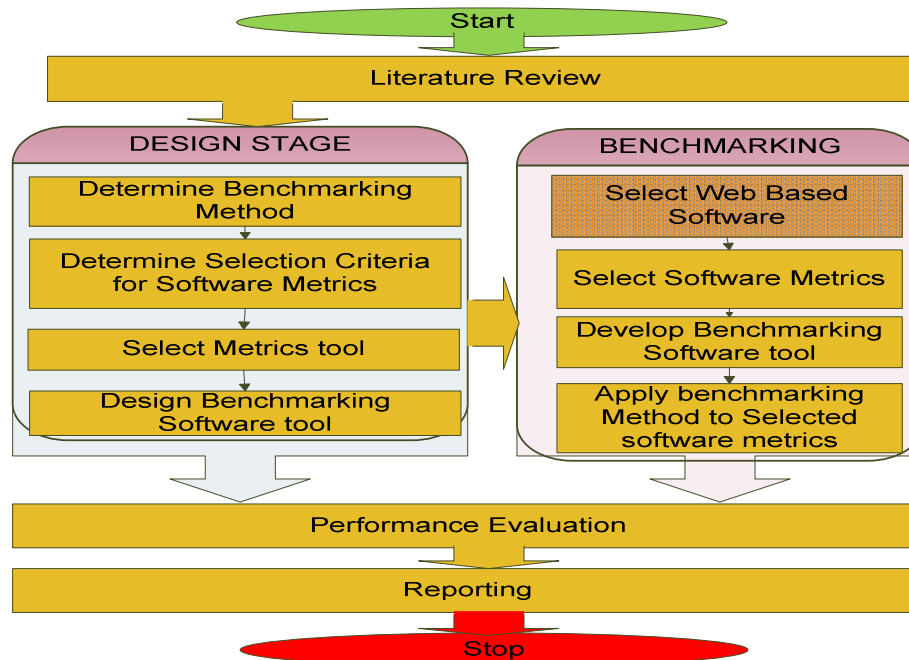 Start
Literature Review
DESIGN STAGE
Determine Benchmarking
Method
Determine Selection Criteria
for Software Metrics
Select Metrics tool
Design Benchmarking
Software tool
BENCHMARKING
Select Web Based
Software
Select Software Metrics
Develop Benchmarking
Software tool
Apply benchmarking
Method to Selected
software metrics
Performance Evaluation
Reporting
Stop